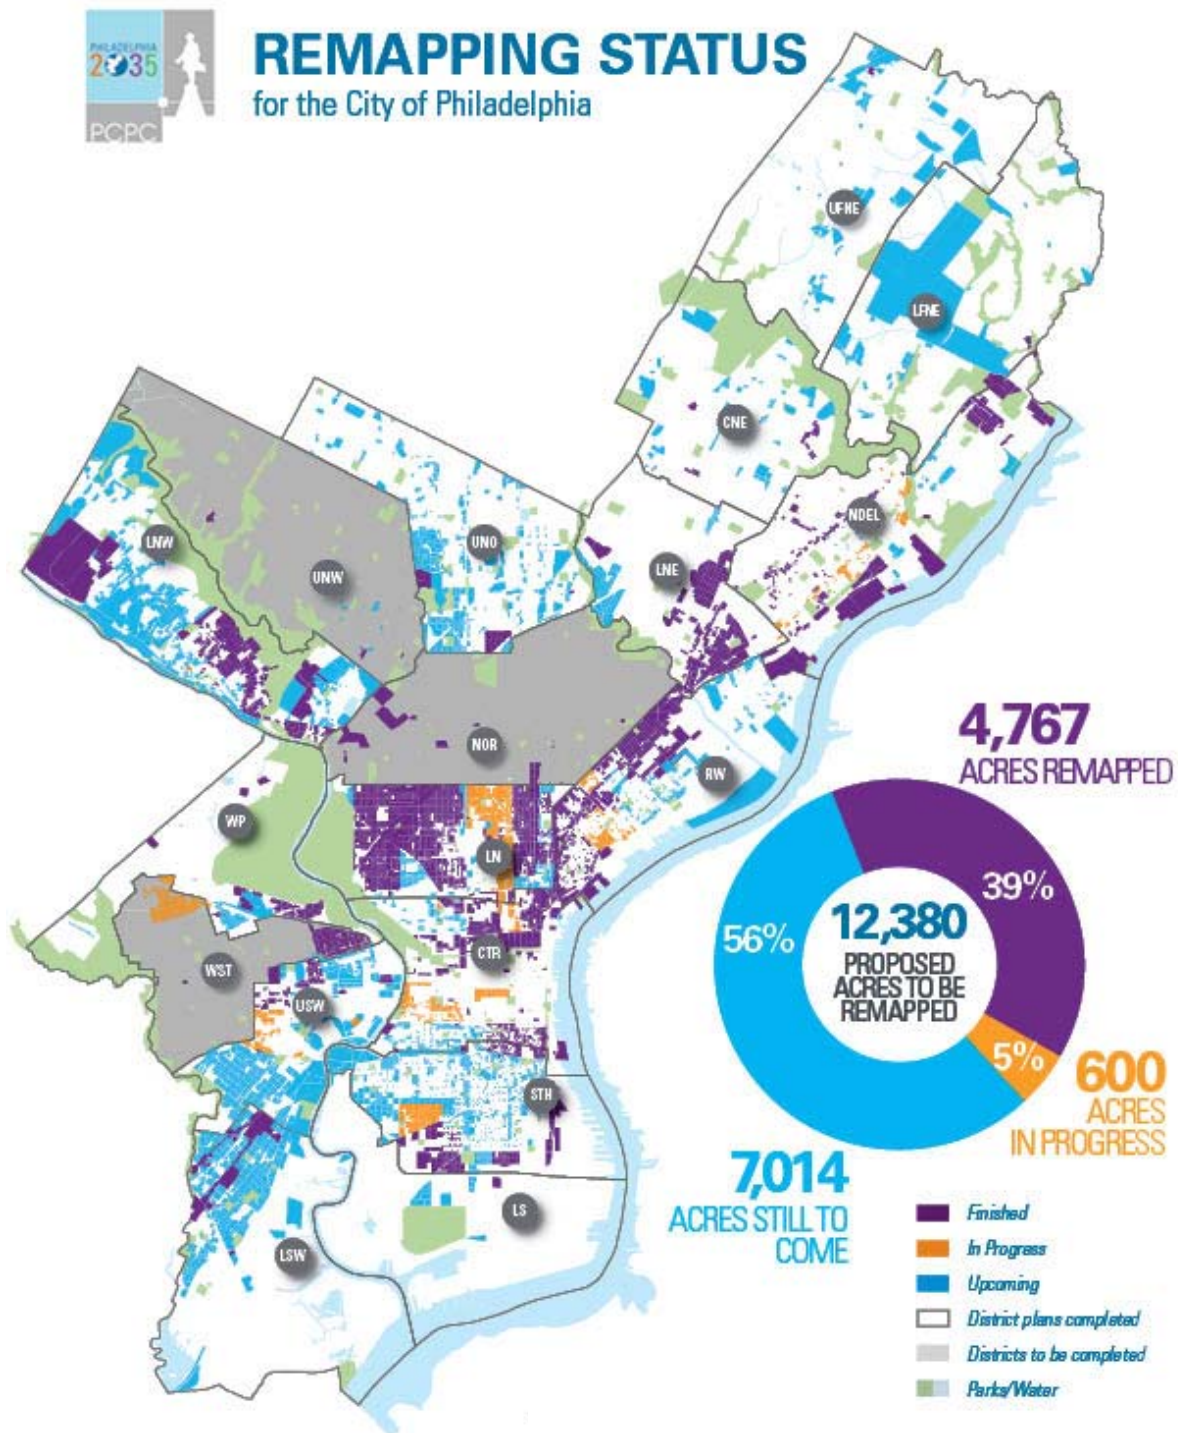 PHILADELPHIA
2035
PCPC
REMAPPING STATUS
for the City of Philadelphia
UFNE
LFNE
CNE
NDEL
LNW
UNO
LNE
UNW
NOR
RW
WP
LN
CTR
WST
USW
STH
LS
LSW
4,767
ACRES REMAPPED
39%
56%
12,380
PROPOSED
ACRES TO BE
REMAPPED
5%
600
ACRES
IN PROGRESS
7,014
ACRES STILL TO
COME
Finished
In Progress
Upcoming
District plans completed
Districts to be completed
Parks/Water